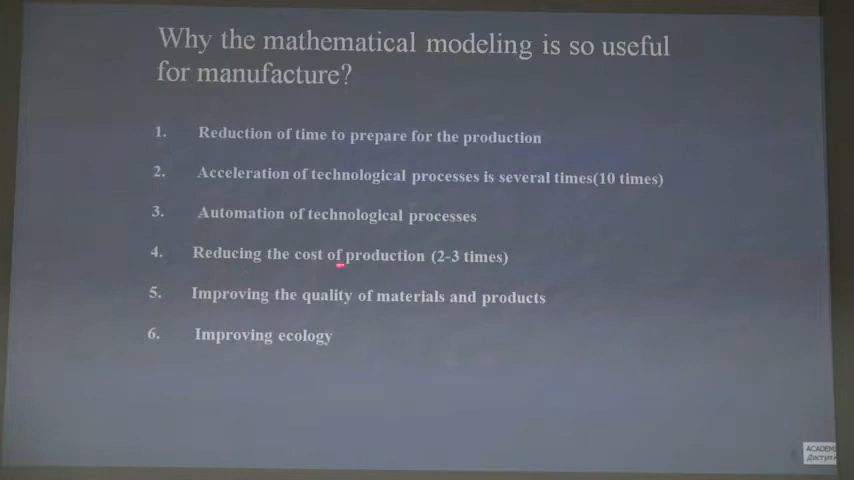 Why the mathematical modeling is so useful
for manufacture?
1. Reduction of time to prepare for the production
2. Acceleration of technological processes is several times(10 times)
3. Automation of technological processes
4. Reducing the cost of production (2-3 times)
5. Improving the quality of materials and products
6. Improving ecology